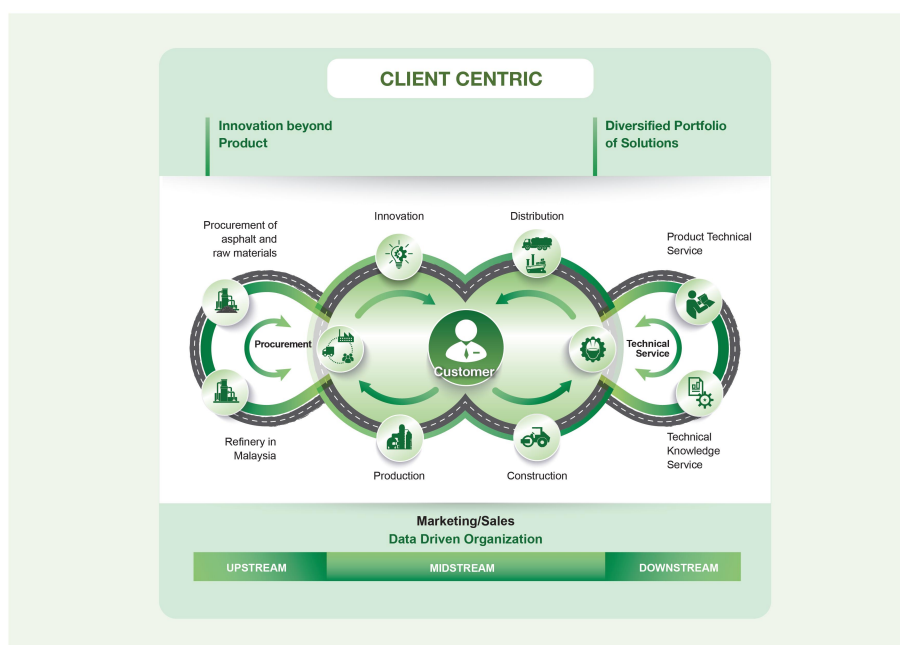 CLIENT CENTRIC
Innovation beyond
Product
Diversified Portfolio
of Solutions
Innovation
Distribution
Procurement of
asphalt and
raw materials
Product Technical
Service
Procurement
Customer
Technical
Service
Refinery in
Malaysia
Technical
Knowledge
Service
Production
Construction
Marketing/Sales
Data Driven Organization
UPSTREAM
MIDSTREAM
DOWNSTREAM